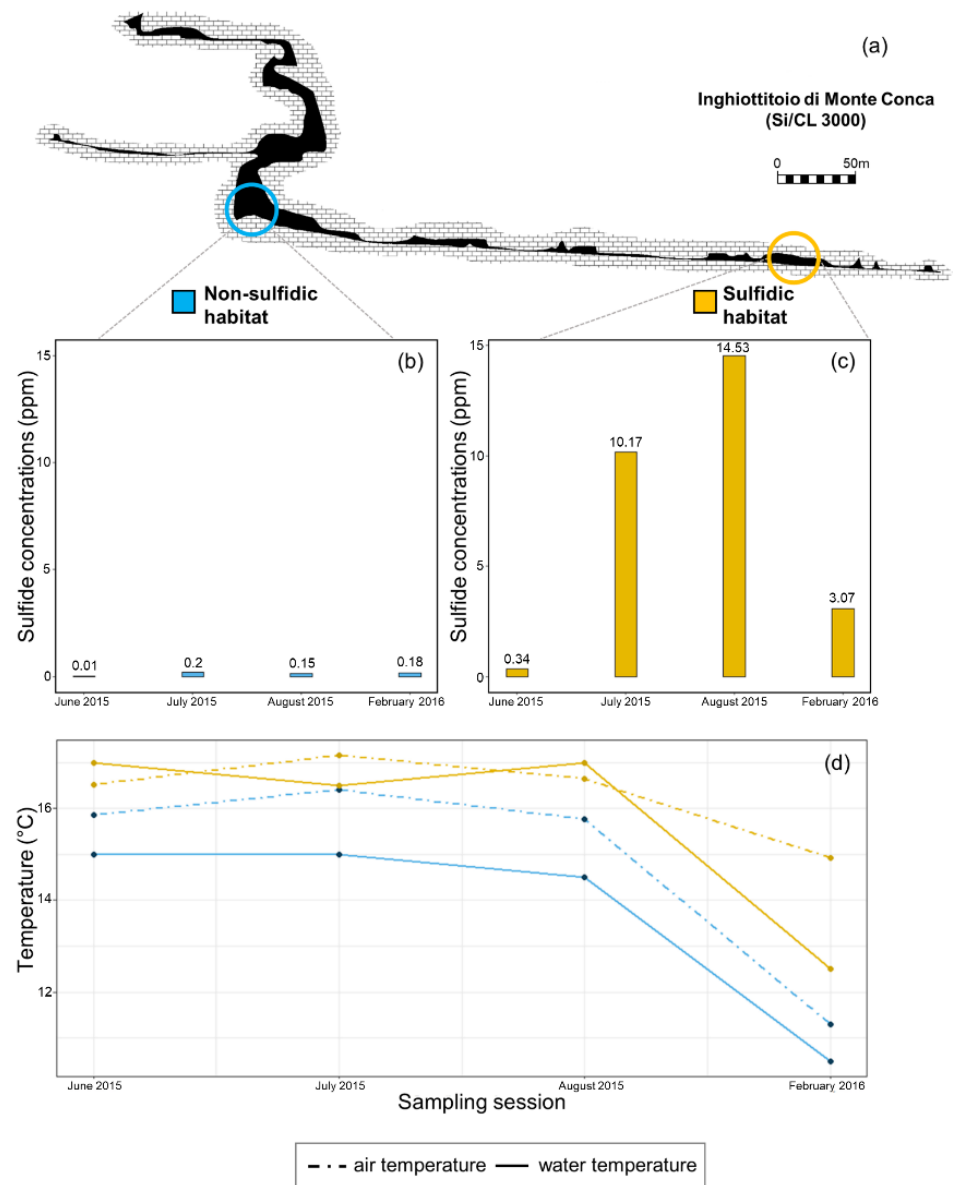 (a)
Inghiottitoio di Monte Conca
(Si/CL 3000)
0 50m
Non-sulfidic
habitat
Sulfidic
habitat
(b)
Sulfide concentrations (ppm)
15
10
5
0
0.01
0.2
0.15
0.18
June 2015 July 2015 August 2015 February 2016
(c)
Sulfide concentrations (ppm)
15
10
5
0
0.34
10.17
14.53
3.07
June 2015 July 2015 August 2015 February 2016
(d)
Temperature (°C)
16
14
12
June 2015 July 2015 August 2015 February 2016
Sampling session
air temperature water temperature